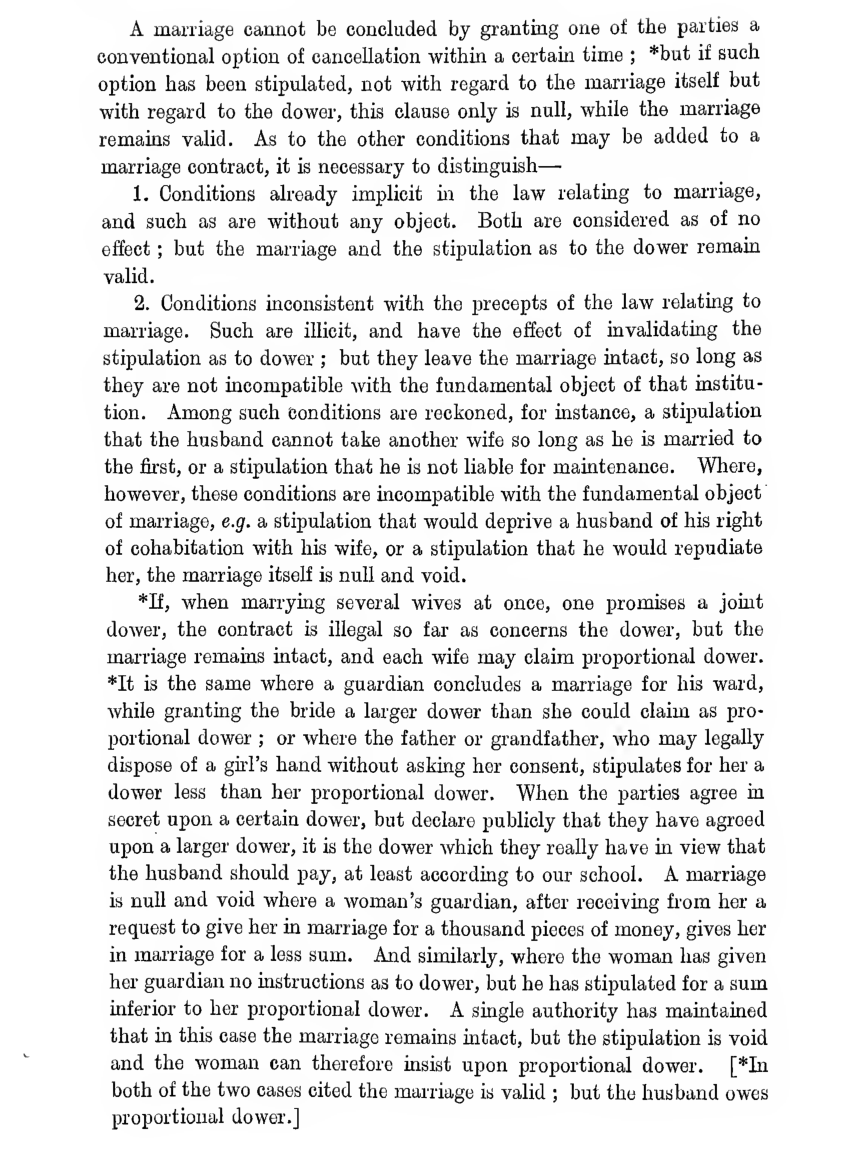 A marriage cannot be concluded by granting one of the parties a
conventional option of cancellation within a certain time ; *but if such
option has been stipulated, not with regard to the marriage itself but
with regard to the dower, this clause only is null, while the marriage
remains valid. As to the other conditions that may be added to a
marriage contract, it is necessary to distinguish—
1. Conditions already implicit in the law relating to marriage,
and such as are without any object. Both are considered as of no
effect ; but the marriage and the stipulation as to the dower remain
valid.
2. Conditions inconsistent with the precepts of the law relating to
marriage. Such are illicit, and have the effect of invalidating the
stipulation as to dower ; but they leave the marriage intact, so long as
they are not incompatible with the fundamental object of that institu-
tion. Among such conditions are reckoned, for instance, a stipulation
that the husband cannot take another wife so long as he is married to
the first, or a stipulation that he is not liable for maintenance. Where,
however, these conditions are incompatible with the fundamental object
of marriage, e.g. a stipulation that would deprive a husband of his right
of cohabitation with his wife, or a stipulation that he would repudiate
her, the marriage itself is null and void.
*If, when marrying several wives at once, one promises a joint
dower, the contract is illegal so far as concerns the dower, but the
marriage remains intact, and each wife may claim proportional dower.
*It is the same where a guardian concludes a marriage for his ward,
while granting the bride a larger dower than she could claim as pro-
portional dower ; or where the father or grandfather, who may legally
dispose of a girl's hand without asking her consent, stipulates for her a
dower less than her proportional dower. When the parties agree in
secret upon a certain dower, but declare publicly that they have agreed
upon a larger dower, it is the dower which they really have in view that
the husband should pay, at least according to our school. A marriage
is null and void where a woman's guardian, after receiving from her a
request to give her in marriage for a thousand pieces of money, gives her
in marriage for a less sum. And similarly, where the woman has given
her guardian no instructions as to dower, but he has stipulated for a sum
inferior to her proportional dower. A single authority has maintained
that in this case the marriage remains intact, but the stipulation is void
and the woman can therefore insist upon proportional dower. [*In
both of the two cases cited the marriage is valid ; but the husband owes
proportional dower.]